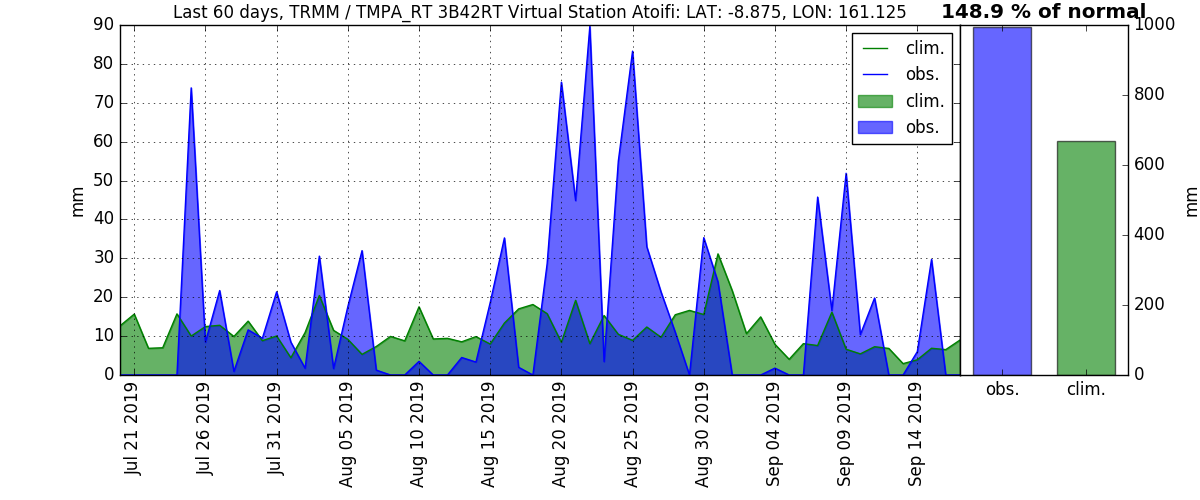 Last 60 days, TRMM / TMPA_RT 3B42RT Virtual Station Atoifi: LAT: -8.875, LON: 161.125
148.9 % of normal
90
80
70
60
50
40
30
20
10
0
mm
clim.
obs.
clim.
obs.
1000
800
600
400
200
0
mm
obs.
clim.
Jul 21 2019
Jul 26 2019
Jul 31 2019
Aug 05 2019
Aug 10 2019
Aug 15 2019
Aug 20 2019
Aug 25 2019
Aug 30 2019
Sep 04 2019
Sep 09 2019
Sep 14 2019